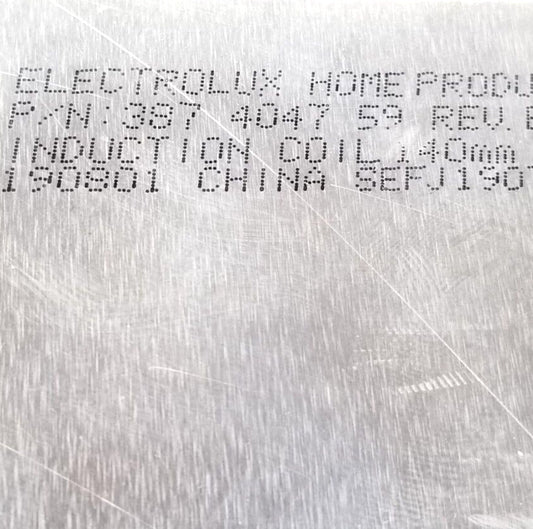 ELECTROLUX HOME PRODU
P/N: 387 4047 59 REV. E
INDUCTION COIL 140mm
190801 CHINA SEFJ190